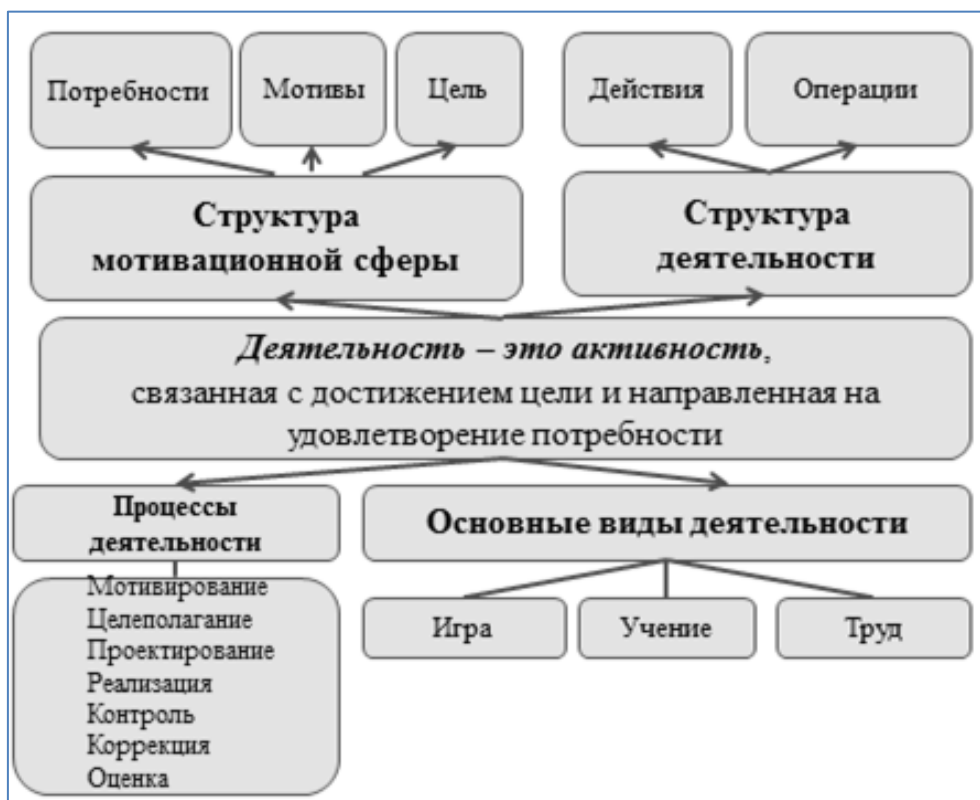 Потребности
Мотивы
Цель
Действия
Операции
Структура
мотивационной сферы
Структура
деятельности
Деятельность – это активность,
связанная с достижением цели и направленная на
удовлетворение потребности
Процессы
деятельности
Основные виды деятельности
Мотивирование
Целеполагание
Проектирование
Реализация
Контроль
Коррекция
Оценка
Игра
Учение
Труд